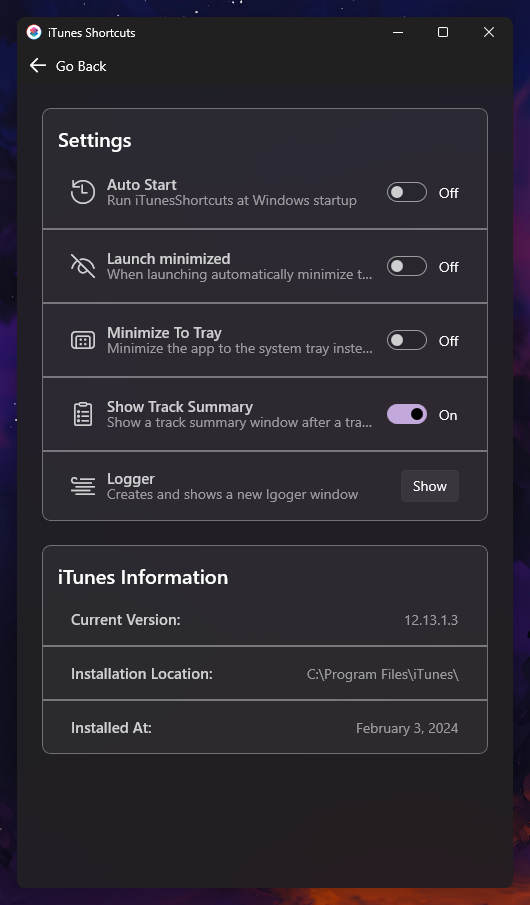 iTunes Shortcuts
Go Back
Settings
Auto Start
Run iTunesShortcuts at Windows startup
Off
Launch minimized
When launching automatically minimize t...
Off
Minimize To Tray
Minimize the app to the system tray inste...
Off
Show Track Summary
Show a track summary window after a tra...
On
Logger
Creates and shows a new lgoger window
Show
iTunes Information
Current Version:
12.13.1.3
Installation Location:
C:\Program Files\iTunes\
Installed At:
February 3, 2024